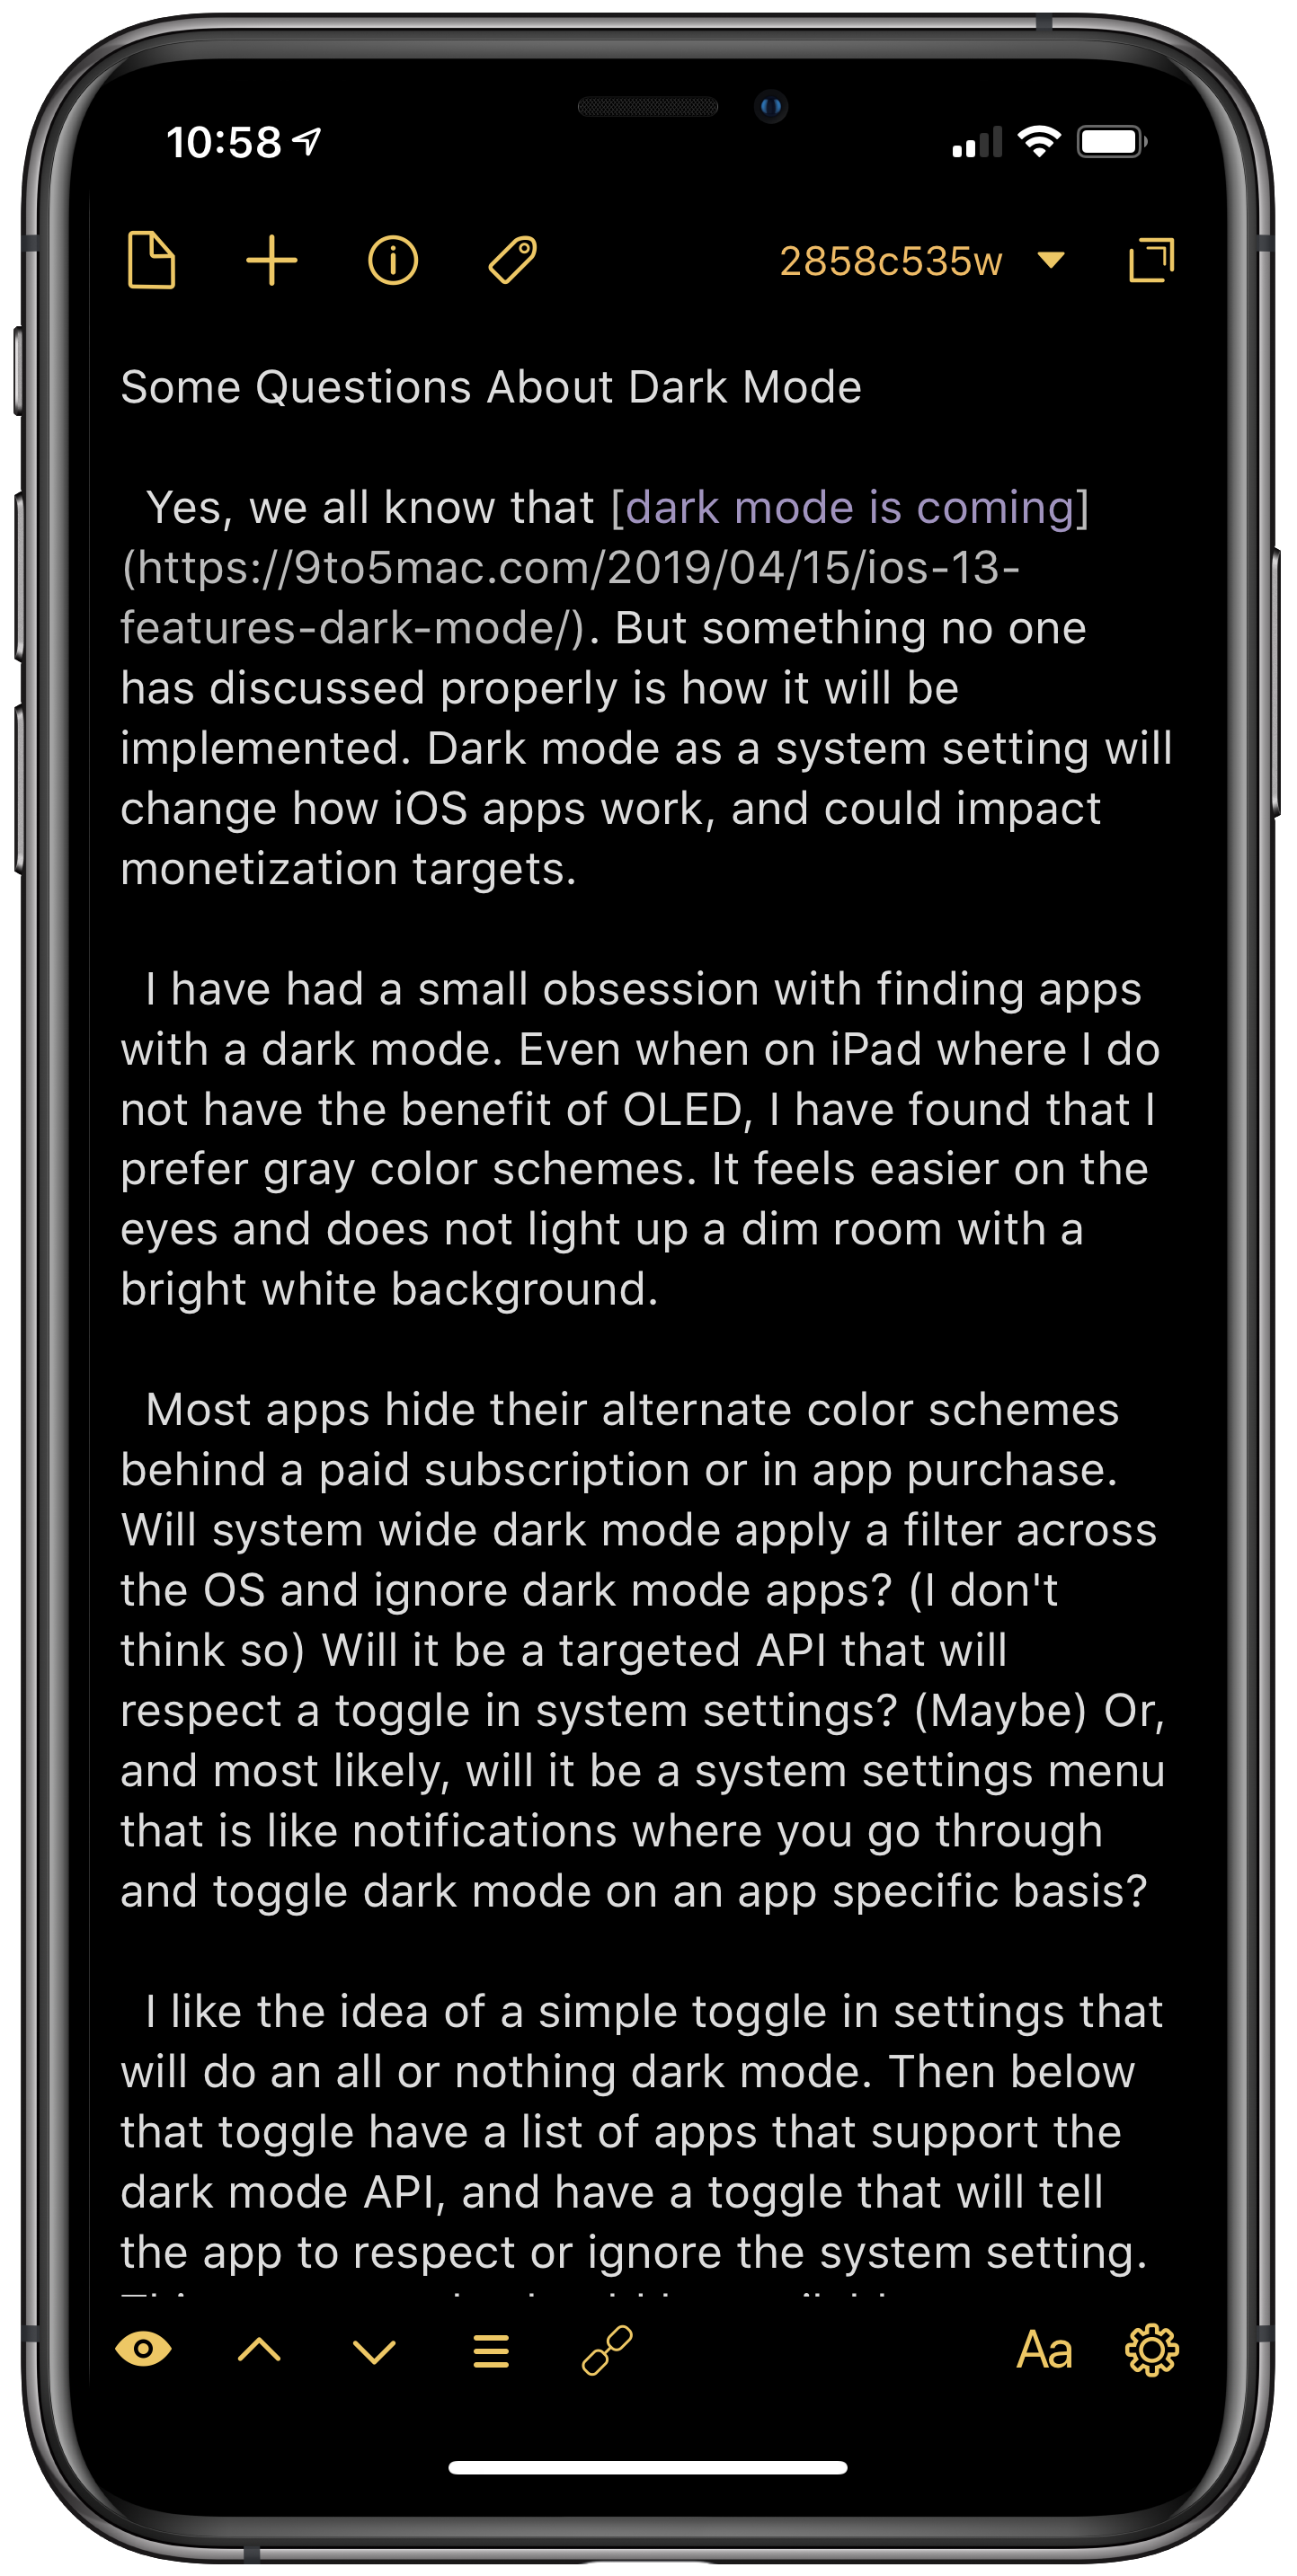 10:58
2858c535w
Some Questions About Dark Mode
Yes, we all know that [dark mode is coming]
(https://9to5mac.com/2019/04/15/ios-13-
features-dark-mode/). But something no one
has discussed properly is how it will be
implemented. Dark mode as a system setting will
change how iOS apps work, and could impact
monetization targets.
I have had a small obsession with finding apps
with a dark mode. Even when on iPad where I do
not have the benefit of OLED, I have found that I
prefer gray color schemes. It feels easier on the
eyes and does not light up a dim room with a
bright white background.
Most apps hide their alternate color schemes
behind a paid subscription or in app purchase.
Will system wide dark mode apply a filter across
the OS and ignore dark mode apps? (I don't
think so) Will it be a targeted API that will
respect a toggle in system settings? (Maybe) Or,
and most likely, will it be a system settings menu
that is like notifications where you go through
and toggle dark mode on an app specific basis?
I like the idea of a simple toggle in settings that
will do an all or nothing dark mode. Then below
that toggle have a list of apps that support the
dark mode API, and have a toggle that will tell
the app to respect or ignore the system setting.
Aa